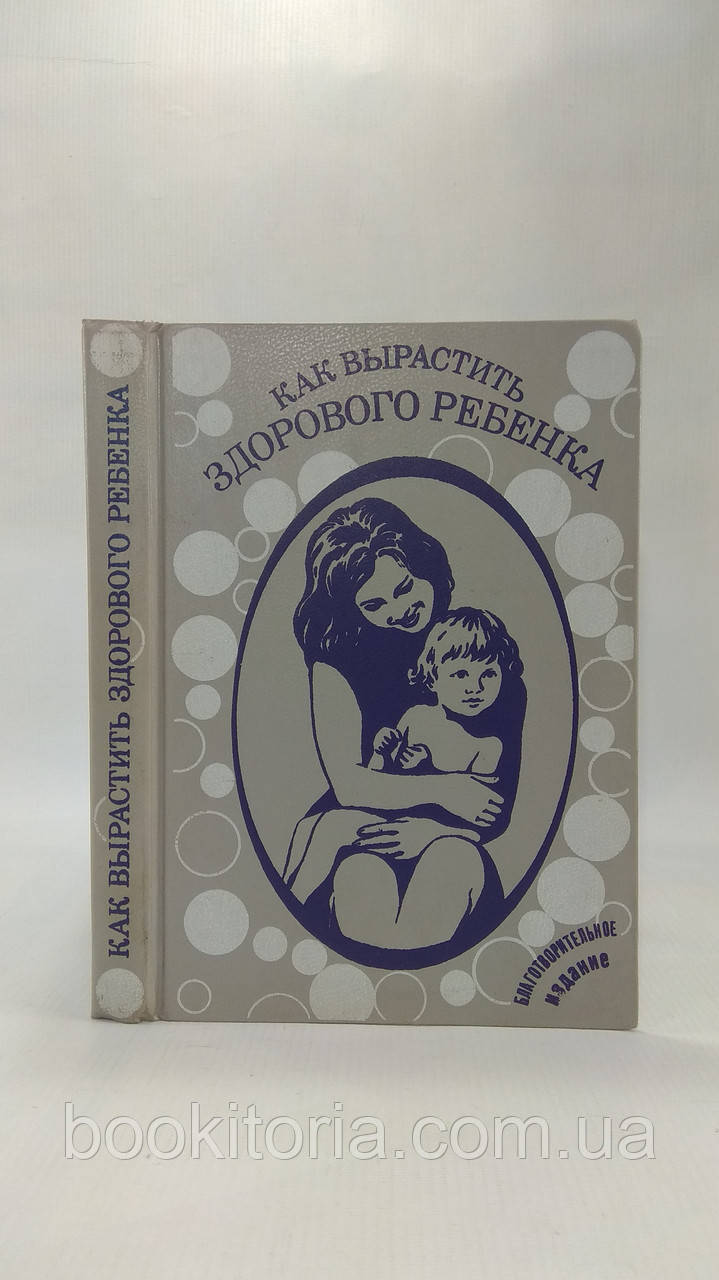 КАК ВЫРАСТИТЬ ЗДОРОВОГО РЕБЕНКА
КАК ВЫРАСТИТЬ
ЗДОРОВОГО РЕБЕНКА
БЛАГОТВОРИТЕЛЬНОЕ
издание
bookitoria.com.ua